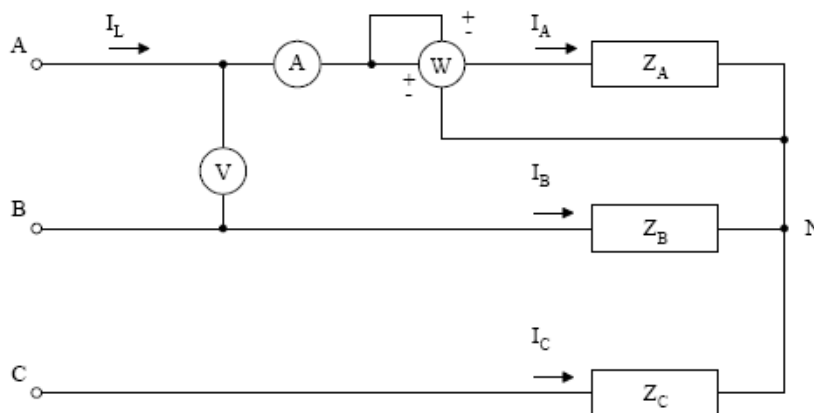 A
I_L
A
+
-
W
+
-
I_A
Z_A
V
B
I_B
Z_B
N
C
I_C
Z_C